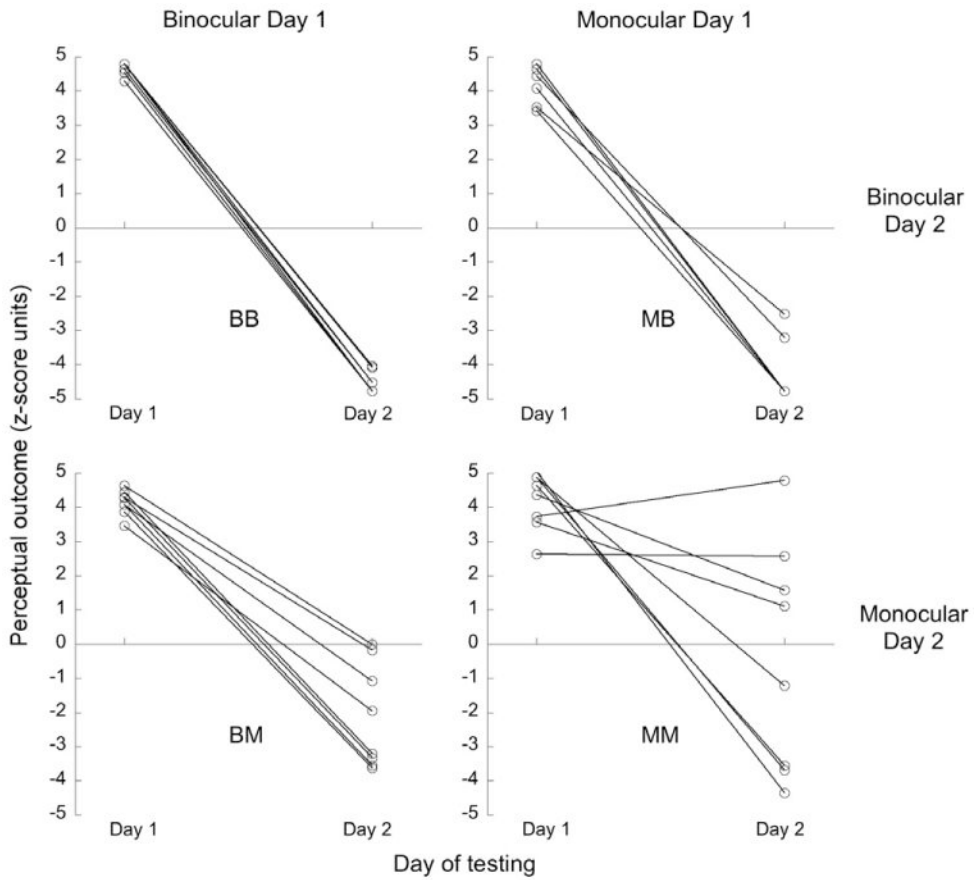 Binocular Day 1
Monocular Day 1
Perceptual outcome (z-score units)
5
4
3
2
1
0
-1
-2
-3
-4
-5
BB
Day 1
Day 2
5
4
3
2
1
0
-1
-2
-3
-4
-5
MB
Day 1
Day 2
Binocular
Day 2
5
4
3
2
1
0
-1
-2
-3
-4
-5
BM
Day 1
Day 2
5
4
3
2
1
0
-1
-2
-3
-4
-5
MM
Day 1
Day 2
Monocular
Day 2
Day of testing